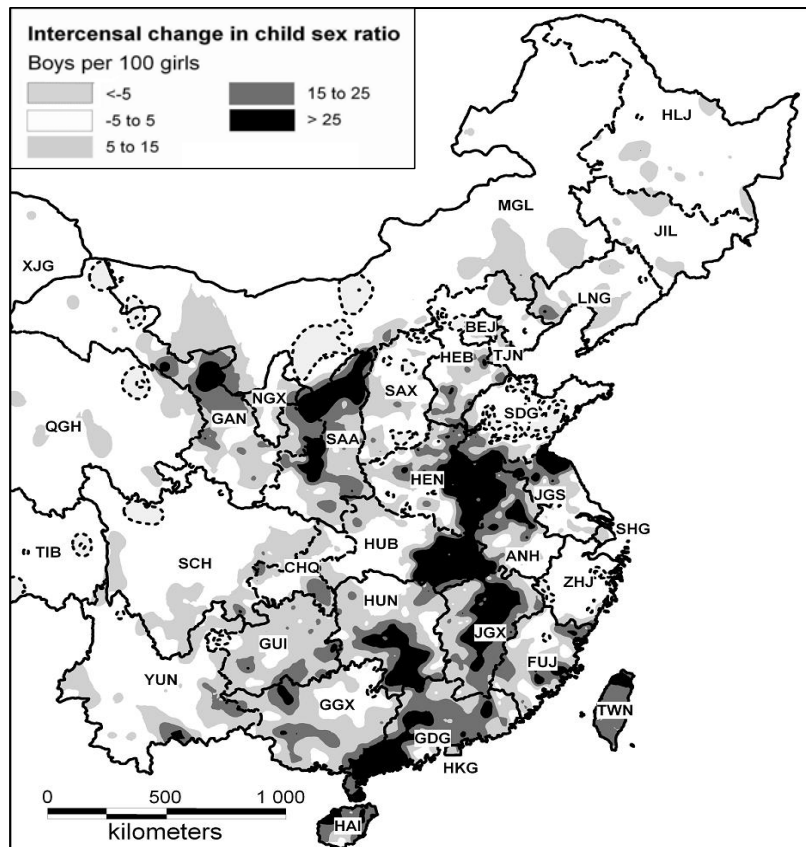 Intercensal change in child sex ratio
Boys per 100 girls
<-5
15 to 25
-5 to 5
> 25
5 to 15
HLJ
MGL
JIL
XJG
LNG
BEJ
HEB
TJN
NGX
SAX
SDG
GAN
QGH
SAA
HEN
JGS
SHG
TIB
HUB
ANH
SCH
CHQ
ZHJ
HUN
JGX
GUI
FUJ
YUN
GGX
TWN
GDG
HKG
0 500 1 000
kilometers
HAI